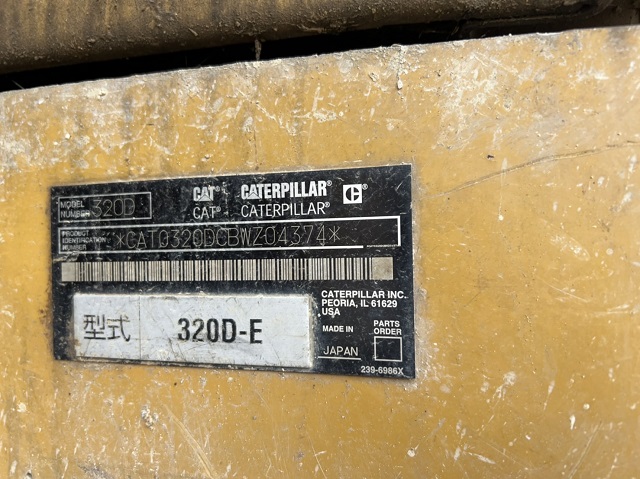 MODEL NUMBER 320D
CAT® CATERPILLAR® C®
CAT® CATERPILLAR®
PRODUCT IDENTIFICATION NUMBER *CAT0320DCBWZ04374*
CATERPILLAR INC.
PEORIA, IL 61629
USA
型式 320D-E
MADE IN
JAPAN
PARTS
ORDER
239-6986X